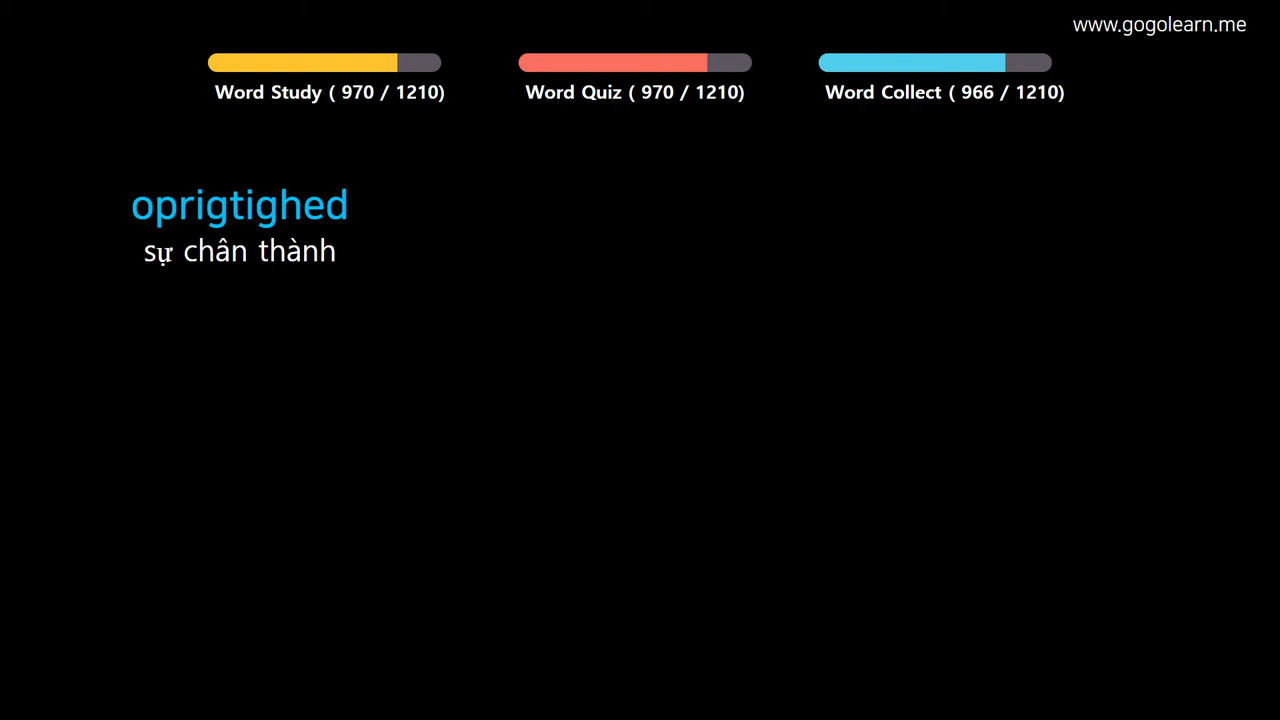 www.gogolearn.me
Word Study ( 970 / 1210)
Word Quiz ( 970 / 1210)
Word Collect ( 966 / 1210)
oprigtighed
sự chân thành